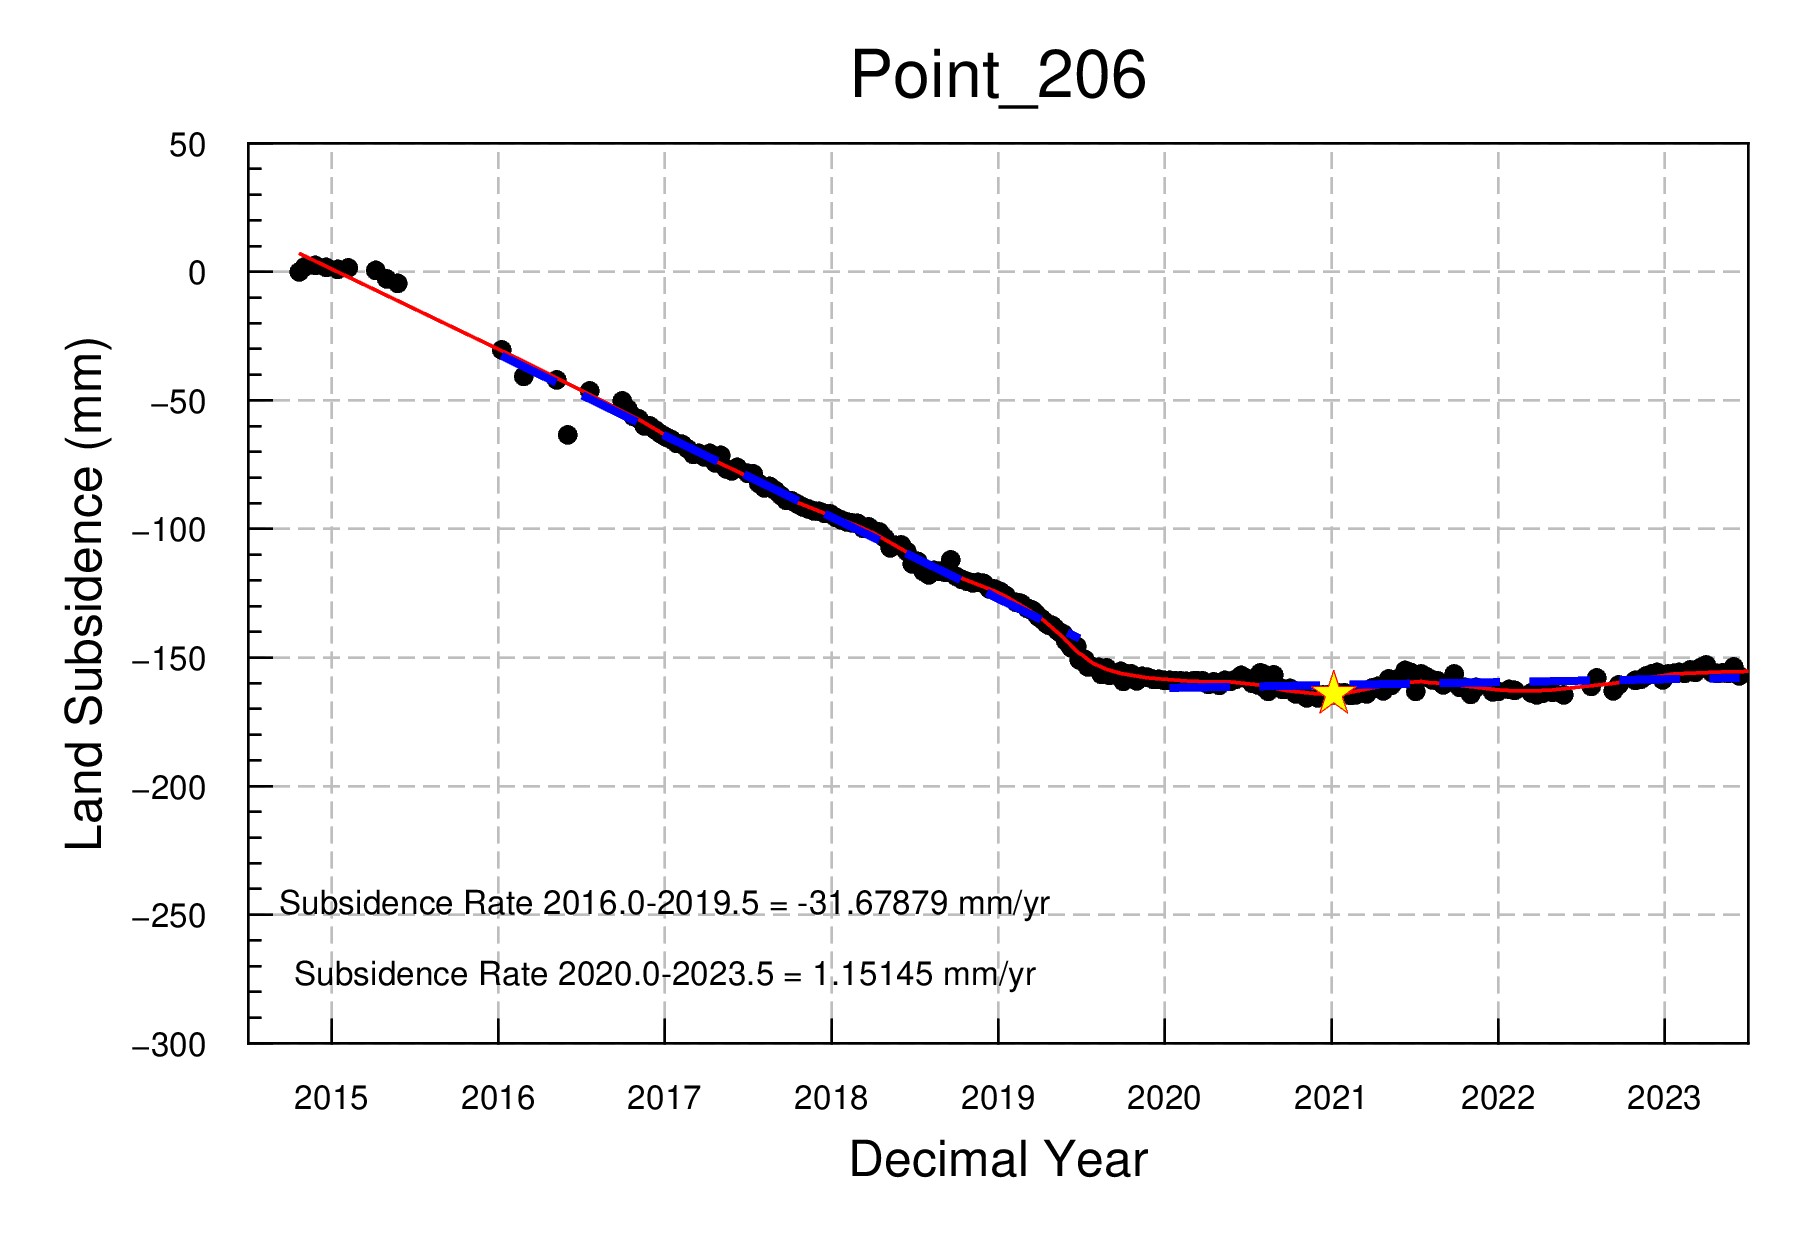 Point_206
50
0
−50
−100
−150
−200
−250
−300
Land Subsidence (mm)
Subsidence Rate 2016.0-2019.5 = -31.67879 mm/yr
Subsidence Rate 2020.0-2023.5 = 1.15145 mm/yr
2015 2016 2017 2018 2019 2020 2021 2022 2023
Decimal Year